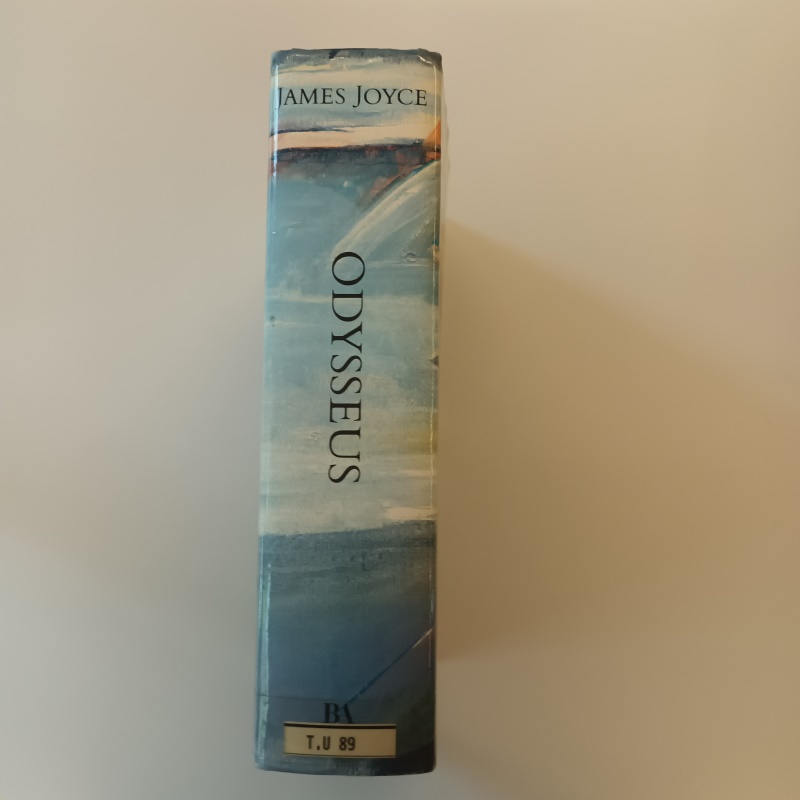 JAMES JOYCE
ODYSSEUS
BA
T.U 89